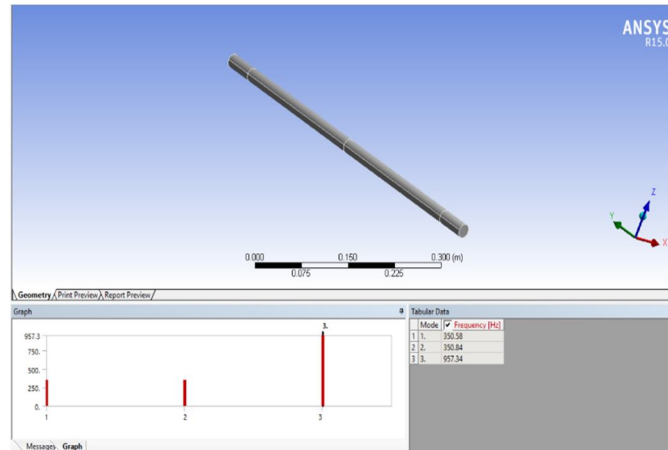 ANSYS
R15.0
Z
Y
X
0.000 0.150 0.300 (m)
0.075 0.225
Geometry Print Preview Report Preview
Graph
Tabular Data
3.
957.3
750.
500.
250.
0.
1 2 3
Mode Frequency [Hz]
1 1. 350.58
2 2. 350.84
3 3. 957.34
Messages Graph